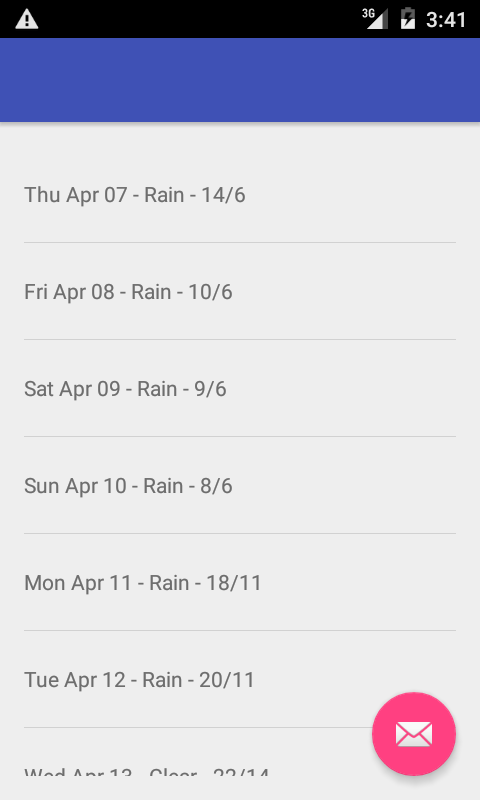 3G 3:41
Thu Apr 07 - Rain - 14/6
Fri Apr 08 - Rain - 10/6
Sat Apr 09 - Rain - 9/6
Sun Apr 10 - Rain - 8/6
Mon Apr 11 - Rain - 18/11
Tue Apr 12 - Rain - 20/11
Wed Apr 13 - Clear - 22/14